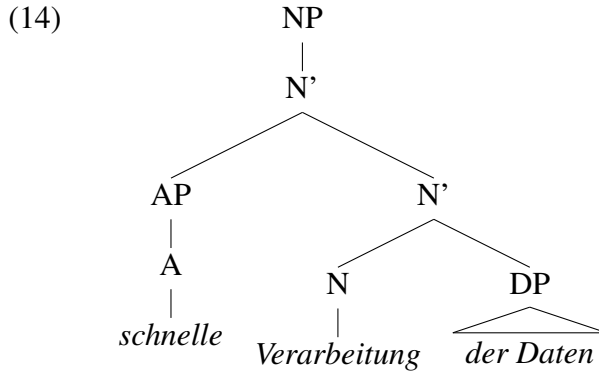 (14) NP
N’
AP N’
A N DP
schnelle Verarbeitung der Daten